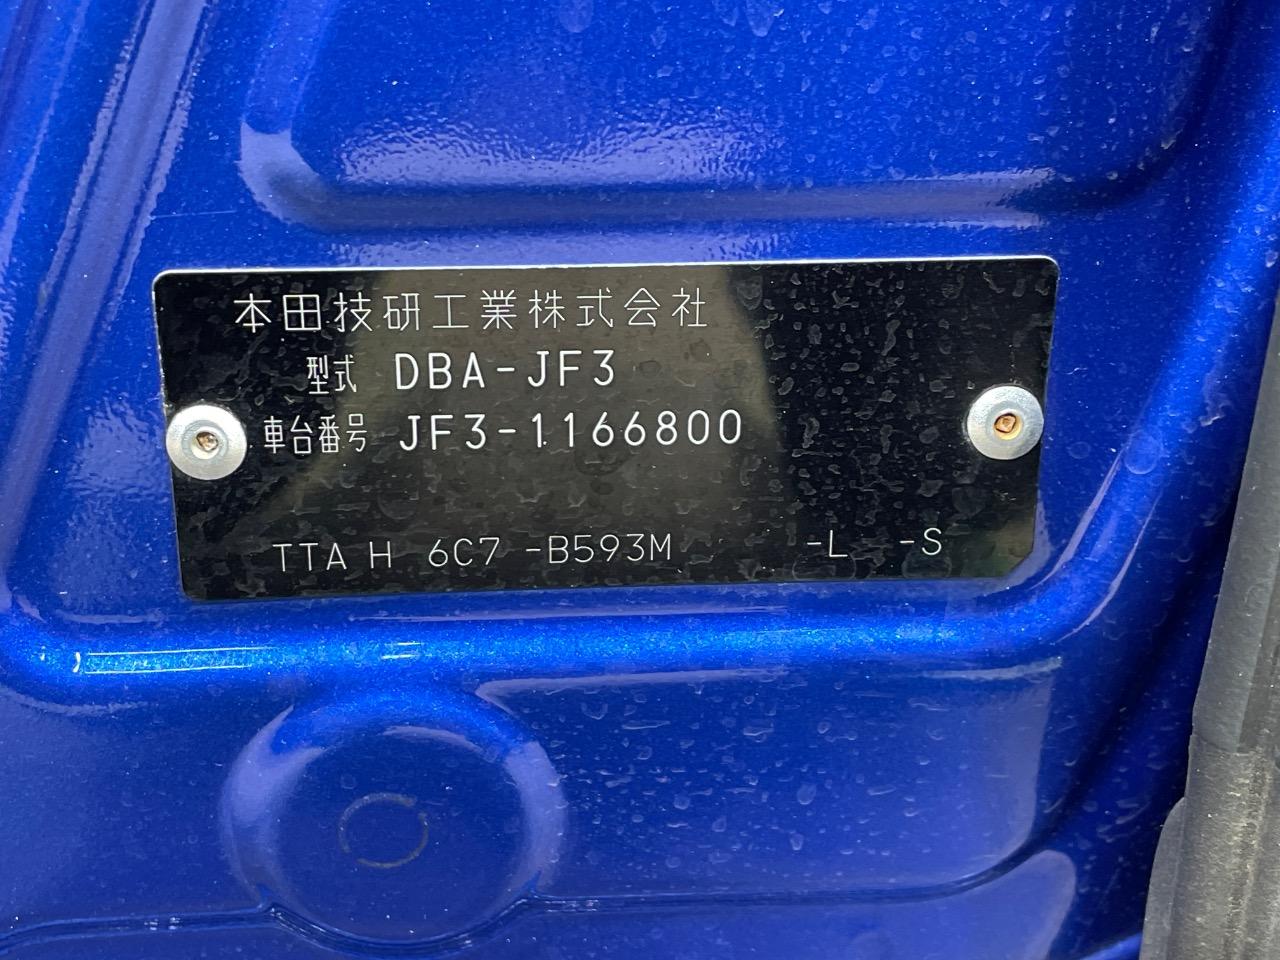 本田技研工業株式会社
型式 DBA-JF3
車台番号 JF3-1166800
TTA H 6C7 -B593M -L -S